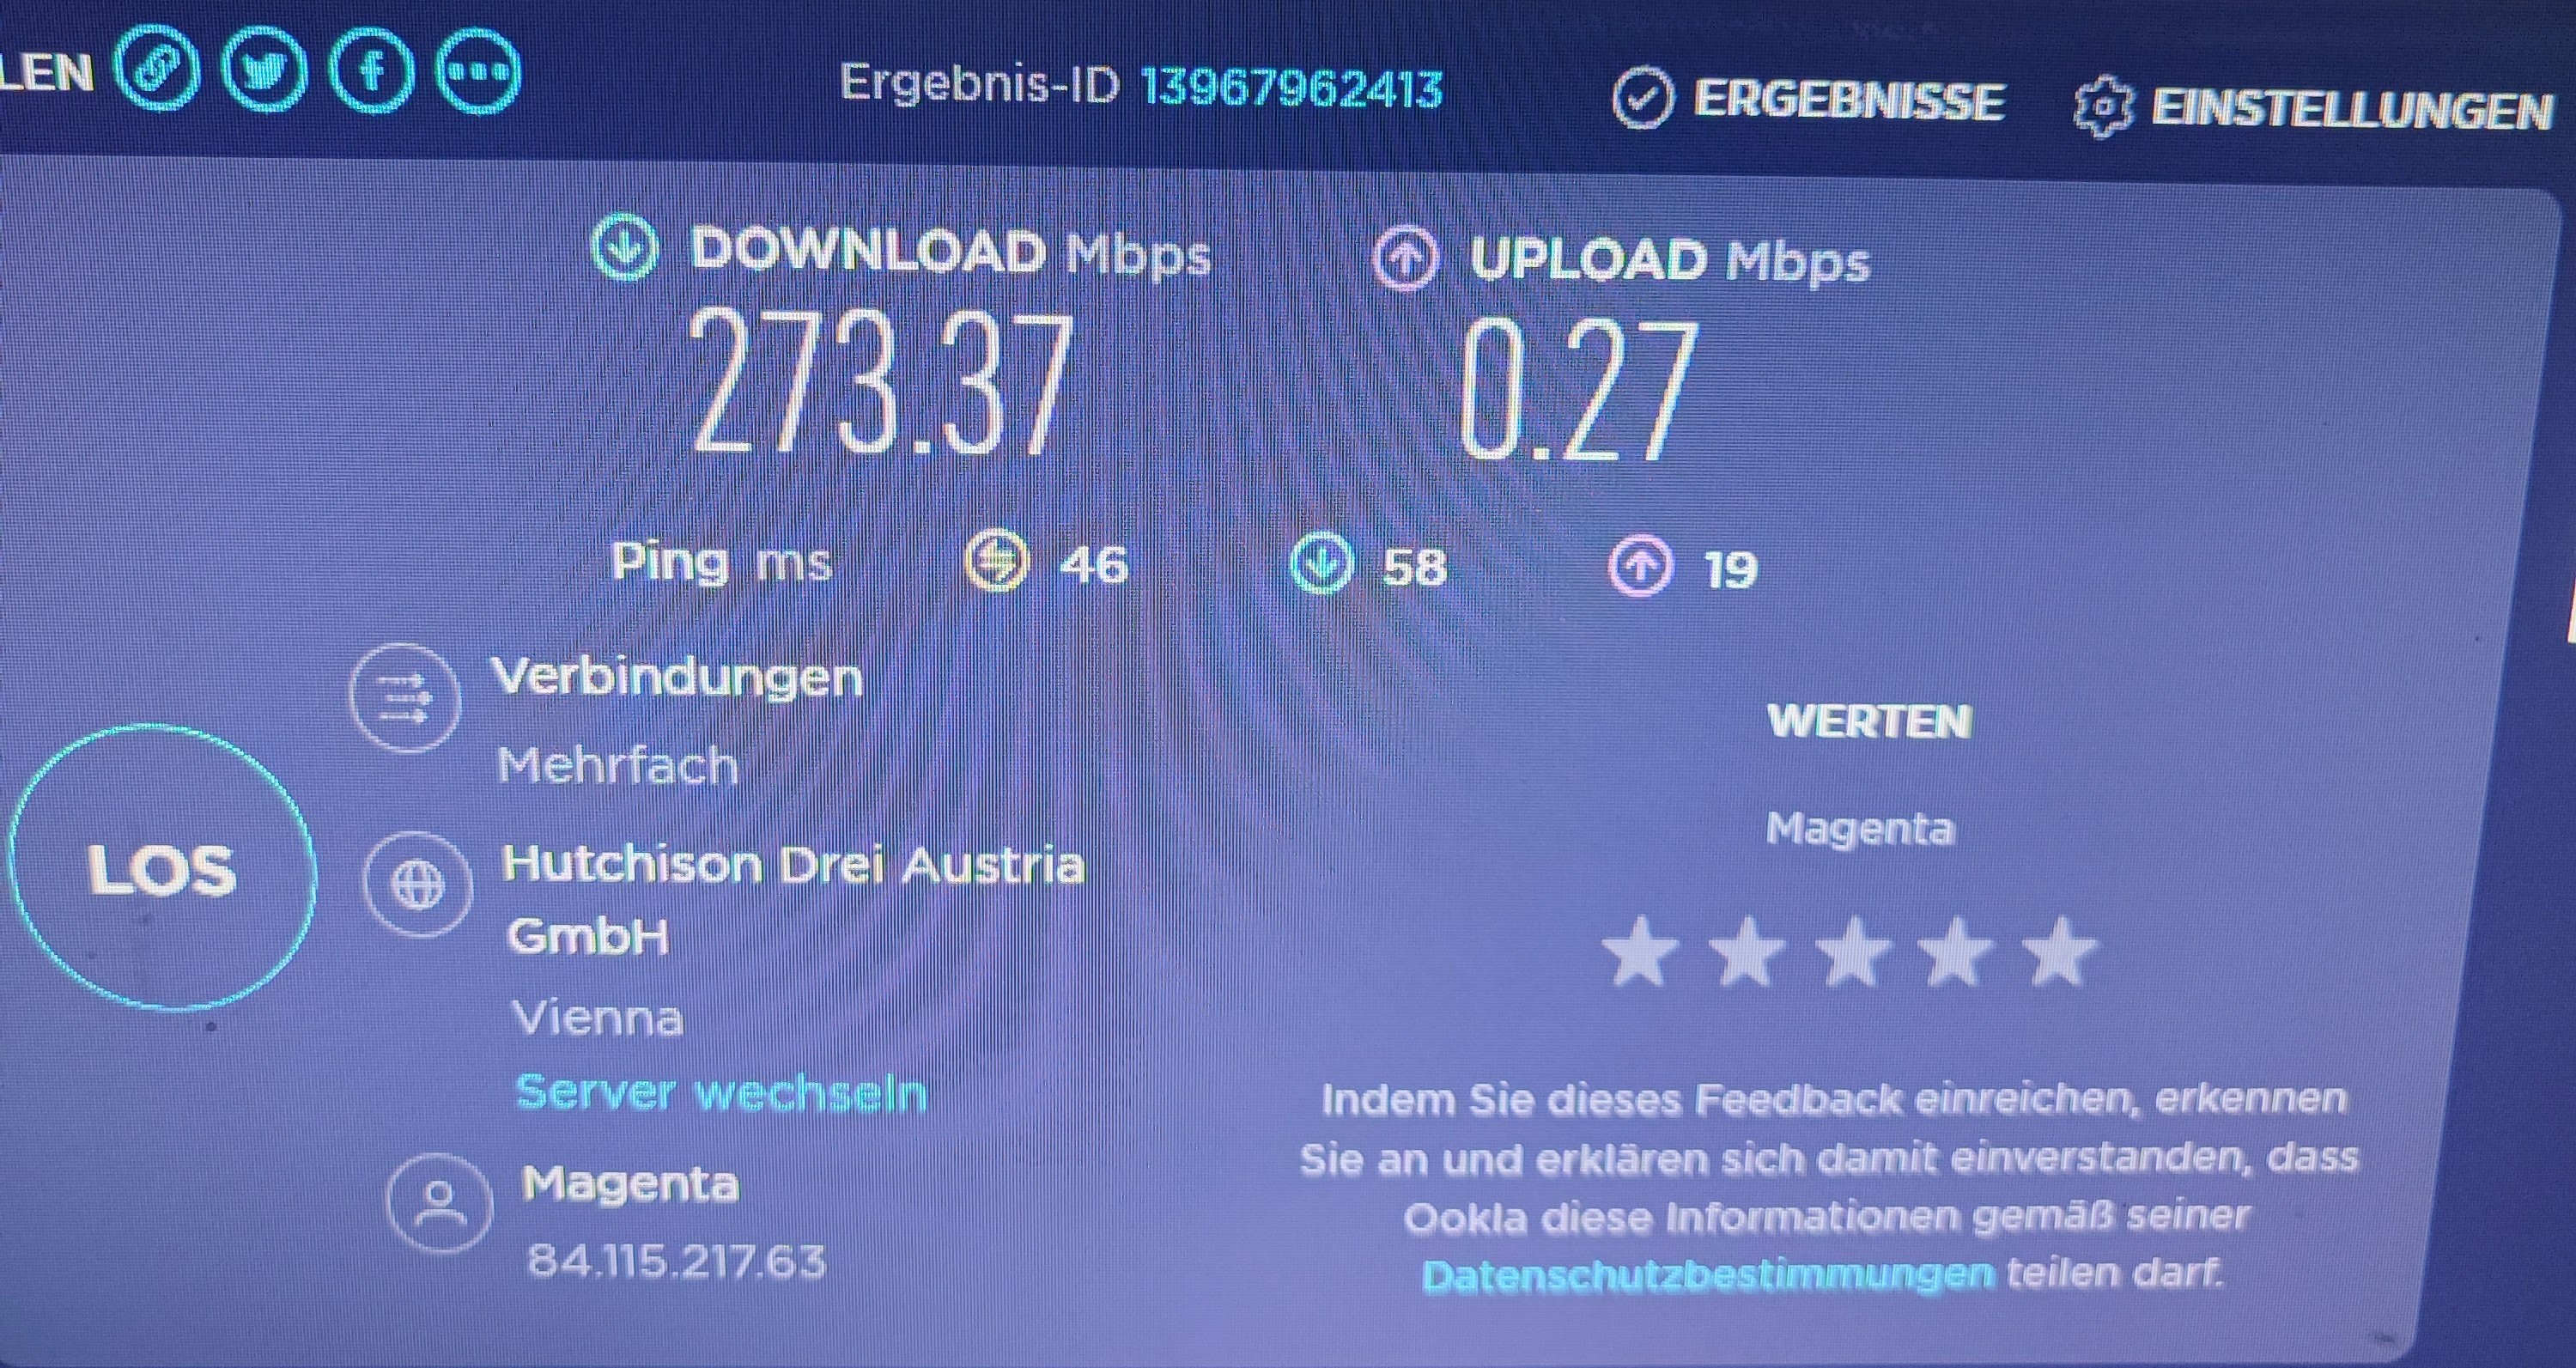 LEN
Ergebnis-ID 13967962413
ERGEBNISSE
EINSTELLUNGEN
DOWNLOAD Mbps
273.37
UPLOAD Mbps
0.27
Ping ms 46 58 19
Verbindungen
Mehrfach
LOS
Hutchison Drei Austria
GmbH
Vienna
Server wechseln
Magenta
84.115.217.63
WERTEN
Magenta
Indem Sie dieses Feedback einreichen, erkennen
Sie an und erklären sich damit einverstanden, dass
Ookla diese Informationen gemäß seiner
Datenschutzbestimmungen teilen darf.